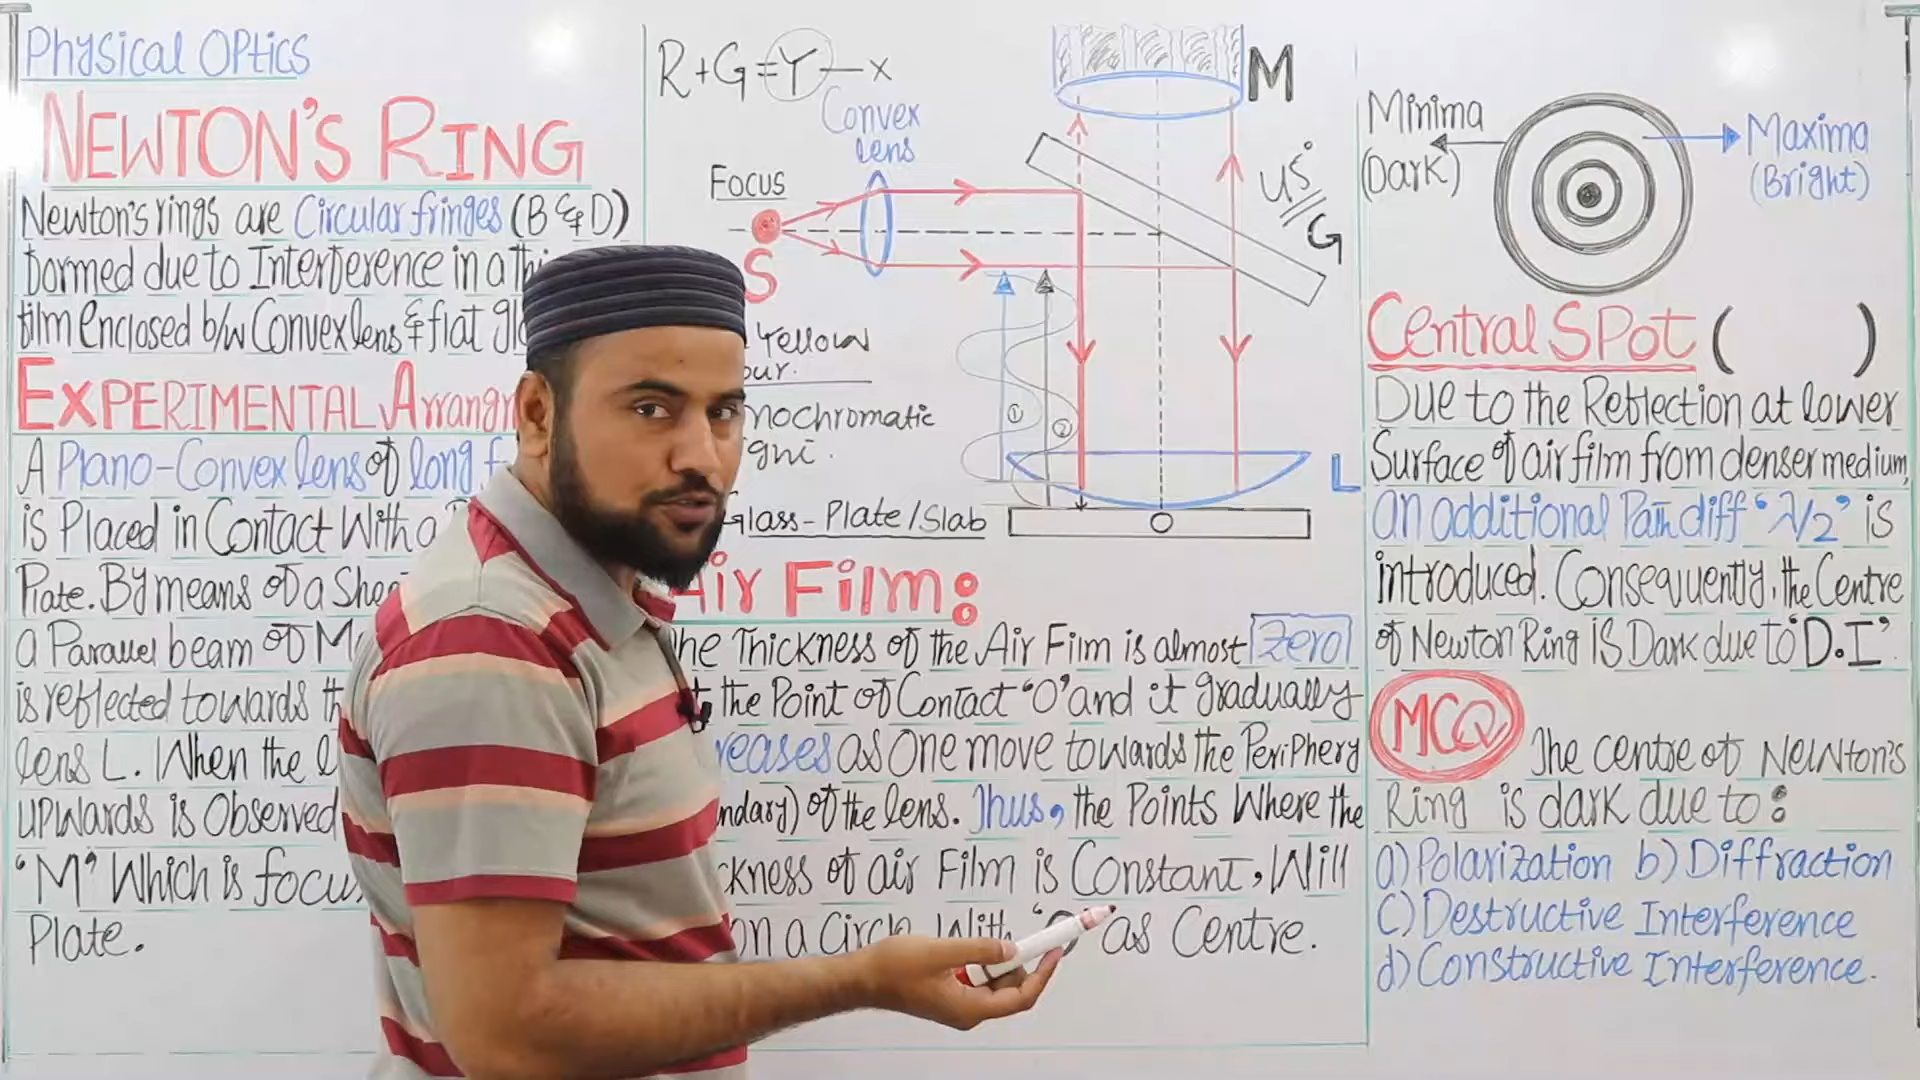 Physical Optics
NEWTON'S RING
Newton's rings are Circular fringes (B & D)
formed due to Interference in a thi
film enclosed b/w Convex lens & flat gl
EXPERIMENTAL Arrang
A Plano-Convex lens of long f
is Placed in Contact With a
Plate. By means of a Shee
a Parallel beam of M
is reflected towards th
lens L. When the l
upwards is Observed
'M' Which is focus
Plate.
R+G=Y—x
Convex
lens
Focus
S
Yellow
our.
nochromatic
Glass-Plate/Slab
M
45°
G
①
②
L
O
Air Film:
The Thickness of the Air Film is almost Zero
t the Point of Contact 'O' and it gradually
reases as One move towards the Periphery
ndary) of the lens. Thus, the Points Where the
ckness of air Film is Constant, Will
on a Circle With 'O' as Centre.
Minima
(Dark)
Maxima
(Bright)
Central SPot ( )
Due to the Reflection at lower
Surface of air film from denser medium,
an additional Path diff 'λ/2' is
introduced. Consequently, the Centre
of Newton Ring is Dark due to 'D.I'.
MCQ The centre of Newton's
Ring is dark due to:
a) Polarization b) Diffraction
c) Destructive Interference
d) Constructive Interference.